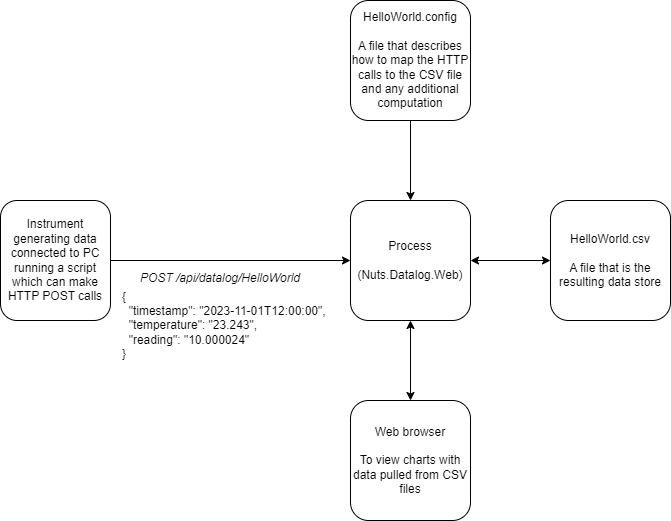 HelloWorld.config
A file that describes
how to map the HTTP
calls to the CSV file
and any additional
computation
Instrument
generating data
connected to PC
running a script
which can make
HTTP POST calls
POST /api/datalog/HelloWorld
{
"timestamp": "2023-11-01T12:00:00",
"temperature": "23.243",
"reading": "10.000024"
}
Process
(Nuts.Datalog.Web)
HelloWorld.csv
A file that is the
resulting data store
Web browser
To view charts with
data pulled from CSV
files